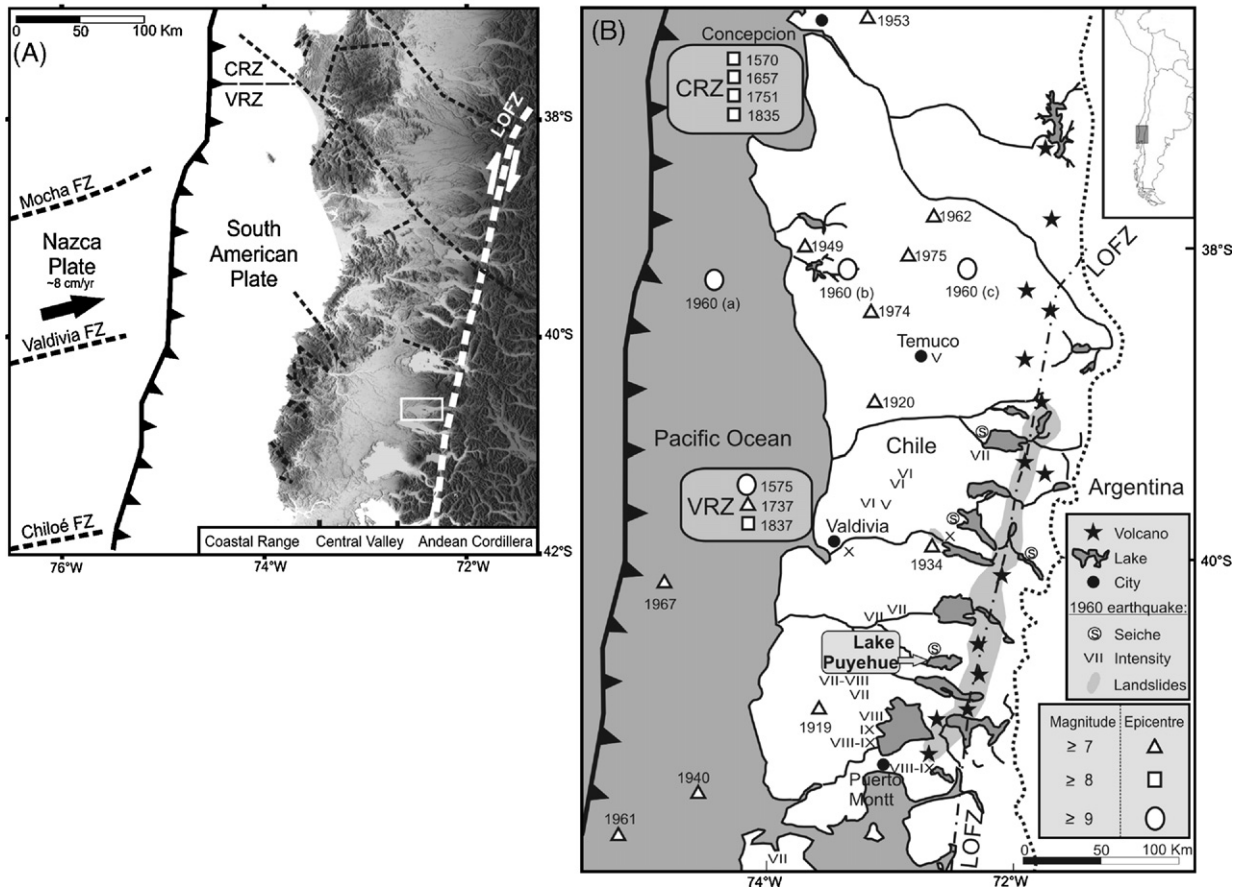 (A)
0 50 100 Km
CRZ
VRZ
LOFZ
38°S
Mocha FZ
Nazca
Plate
~8 cm/yr
South
American
Plate
Valdivia FZ
40°S
Chiloé FZ
Coastal Range Central Valley Andean Cordillera
42°S
76°W 74°W 72°W
(B)
1953
Concepcion
CRZ
1570
1657
1751
1835
1962
LOFZ
1949
1975
38°S
1960 (a)
1960 (b)
1960 (c)
1974
Temuco
V
1920
Pacific Ocean
Chile
S
VII
VI
VI
VI V
Argentina
VRZ
1575
1737
1837
Valdivia
X
S
X
1934
S
40°S
1967
VII VII
Lake
Puyehue
S
VII-VIII
VII
1919
VIII
IX
VIII-IX
VIII-IX
Puerto
Montt
1940
1961
VII
LOFZ
Volcano
Lake
City
1960 earthquake:
S Seiche
VII Intensity
Landslides
Magnitude Epicentre
≥ 7
≥ 8
≥ 9
0 50 100 Km
74°W 72°W